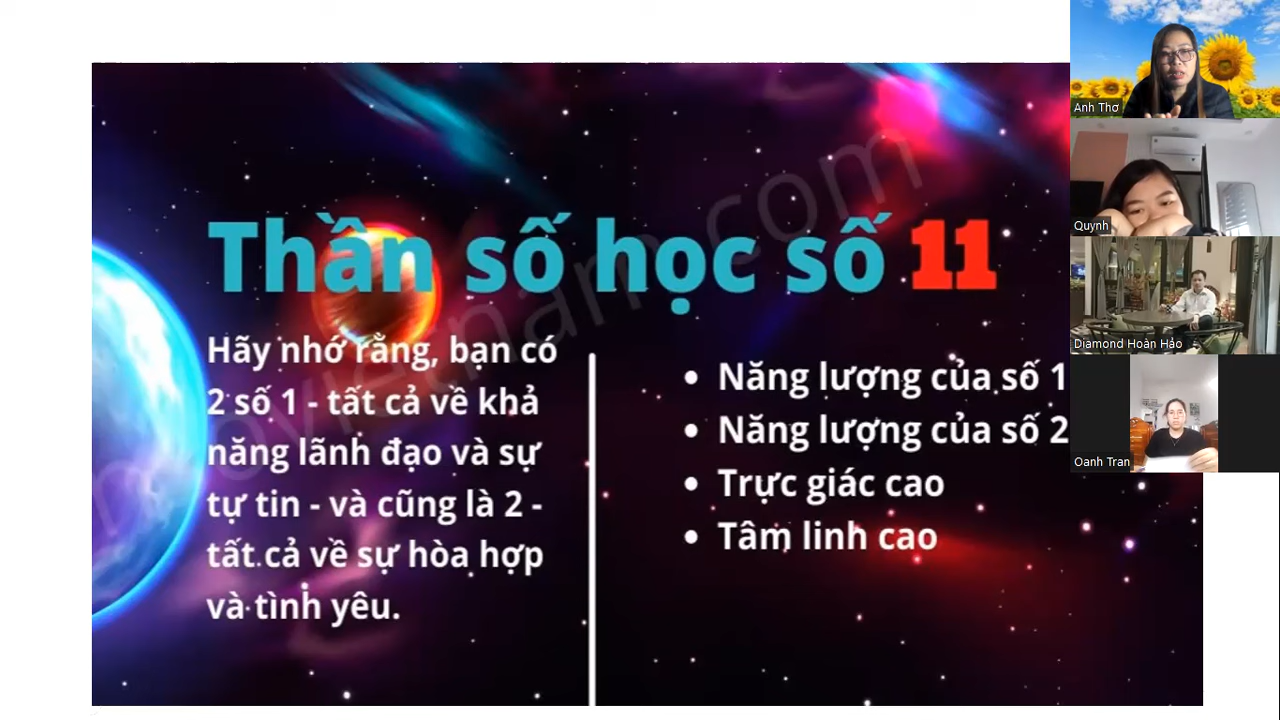 Thần số học số 11
Hãy nhớ rằng, bạn có
2 số 1 - tất cả về khả
năng lãnh đạo và sự
tự tin - và cũng là 2 -
tất cả về sự hòa hợp
và tình yêu.
• Năng lượng của số 1
• Năng lượng của số 2
• Trực giác cao
• Tâm linh cao
Anh Thơ
Quynh
Diamond Hoàn Hảo
Oanh Tran